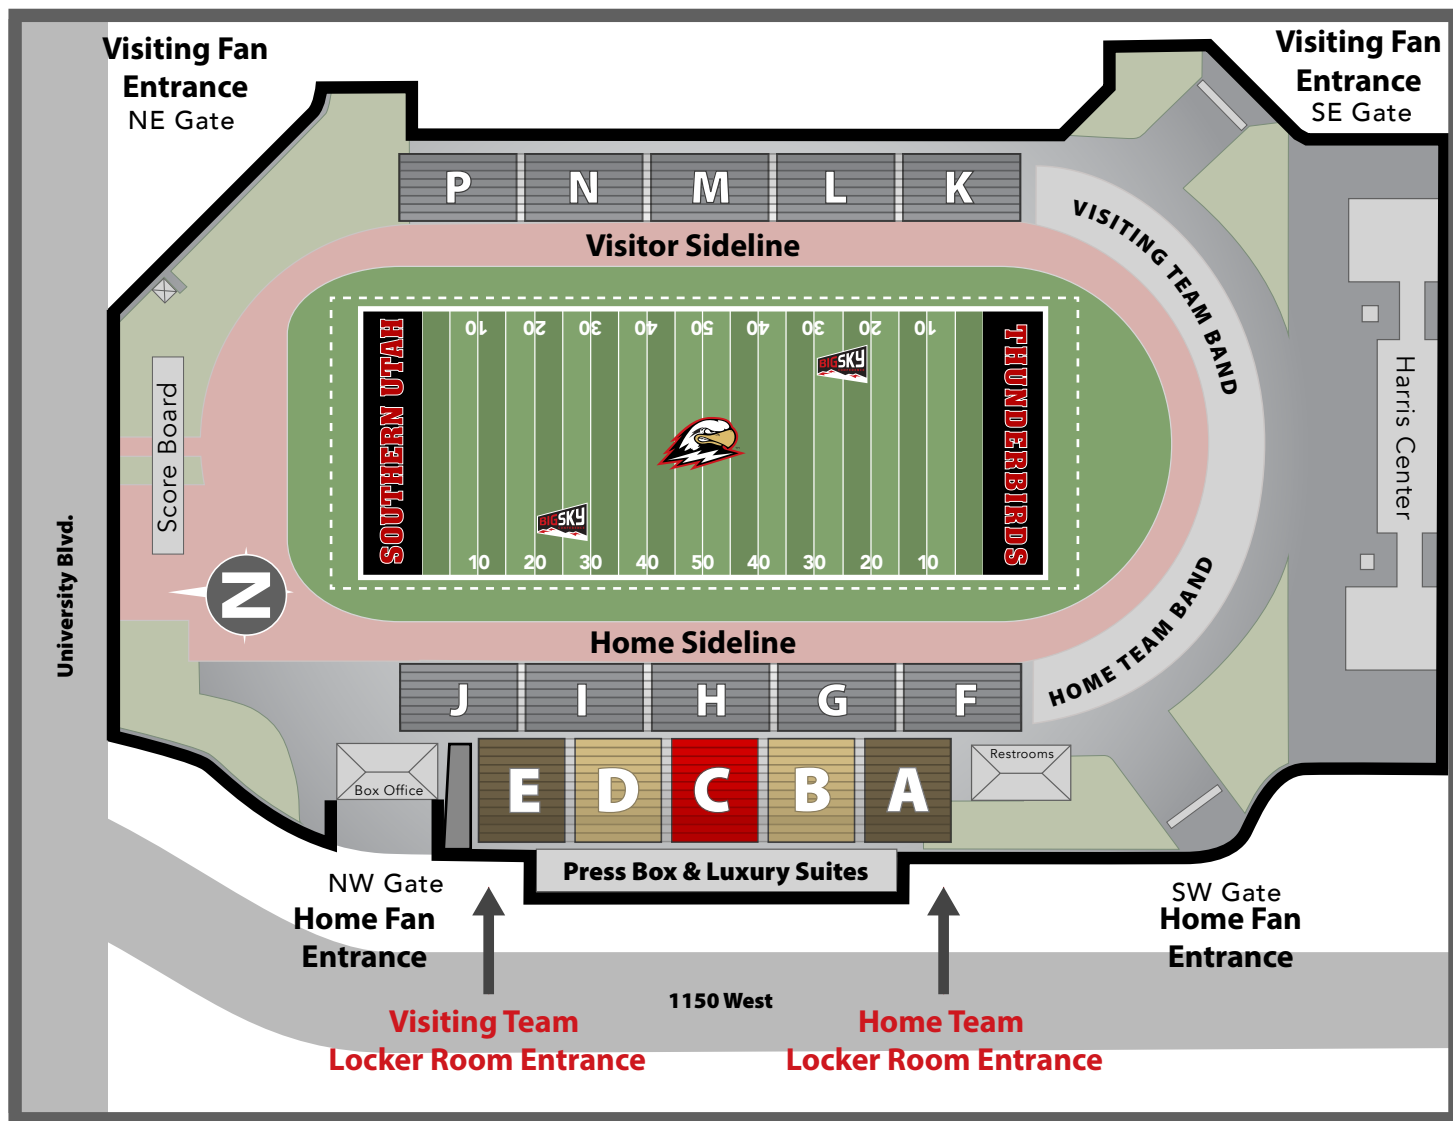 Visiting Fan
Entrance
NE Gate
Visiting Fan
Entrance
SE Gate
P N M L K
Visitor Sideline
VISITING TEAM BAND
10 20 30 40 50 40 30 20 10
SOUTHERN UTAH
THUNDERBIRDS
BIGSKY
BIGSKY
10 20 30 40 50 40 30 20 10
Score Board
Harris Center
University Blvd.
N
Home Sideline
HOME TEAM BAND
J I H G F
E D C B A
Box Office
Restrooms
Press Box & Luxury Suites
NW Gate
Home Fan
Entrance
SW Gate
Home Fan
Entrance
1150 West
Visiting Team
Locker Room Entrance
Home Team
Locker Room Entrance